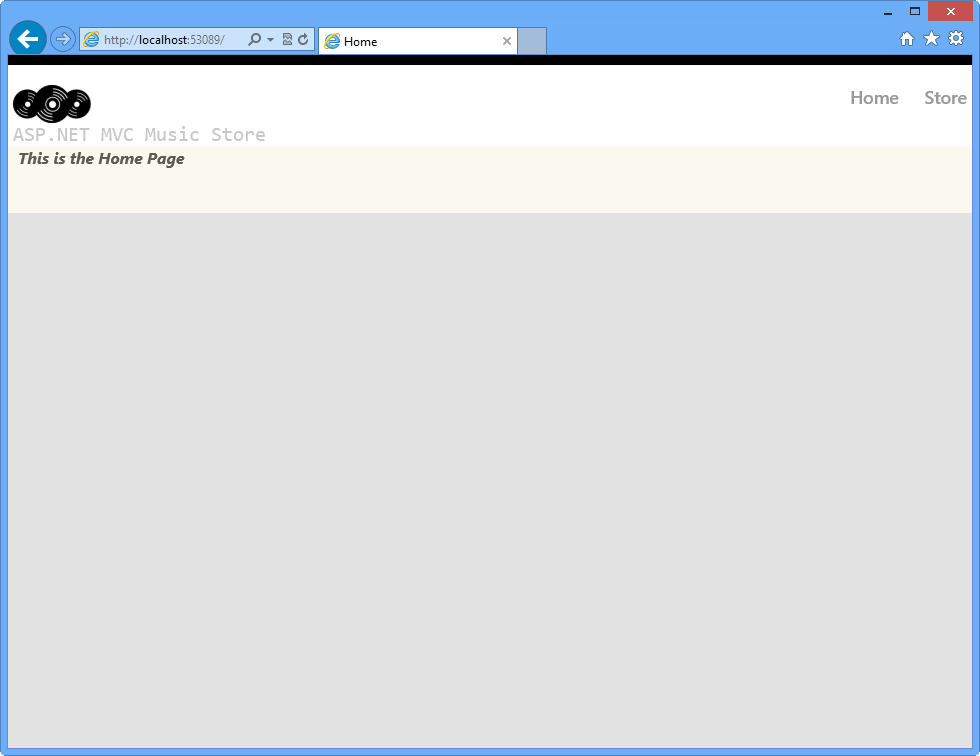 http://localhost:53089/
Home
Home Store
ASP.NET MVC Music Store
This is the Home Page